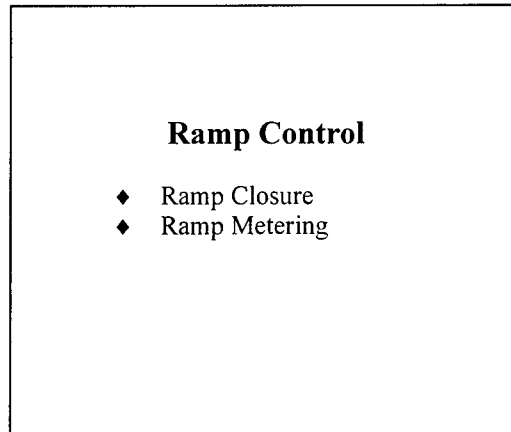 Ramp Control
♦ Ramp Closure
♦ Ramp Metering